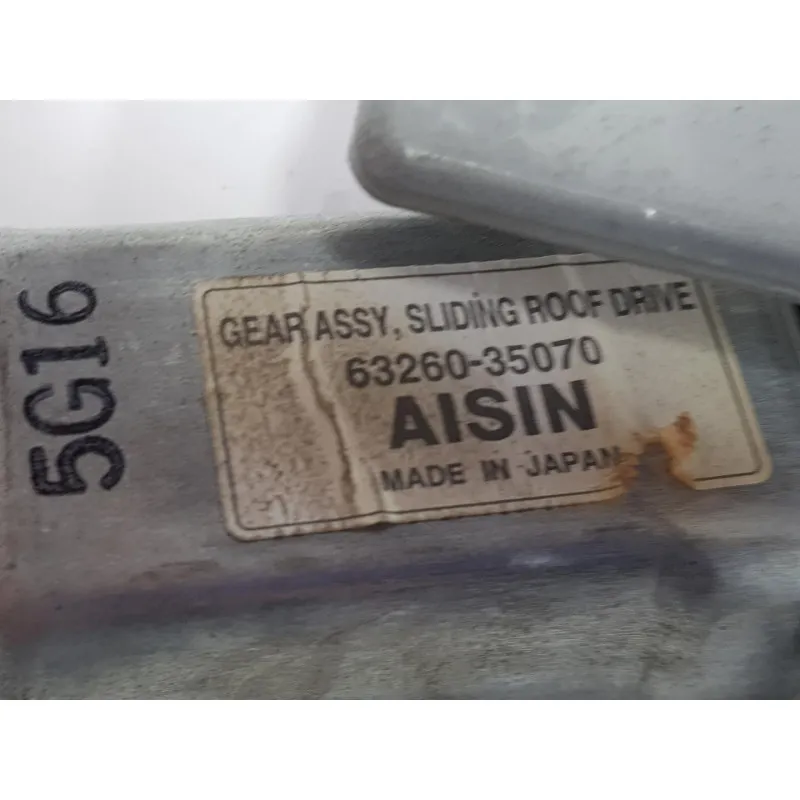 5G16
GEAR ASSY, SLIDING ROOF DRIVE
63260-35070
AISIN
MADE IN JAPAN